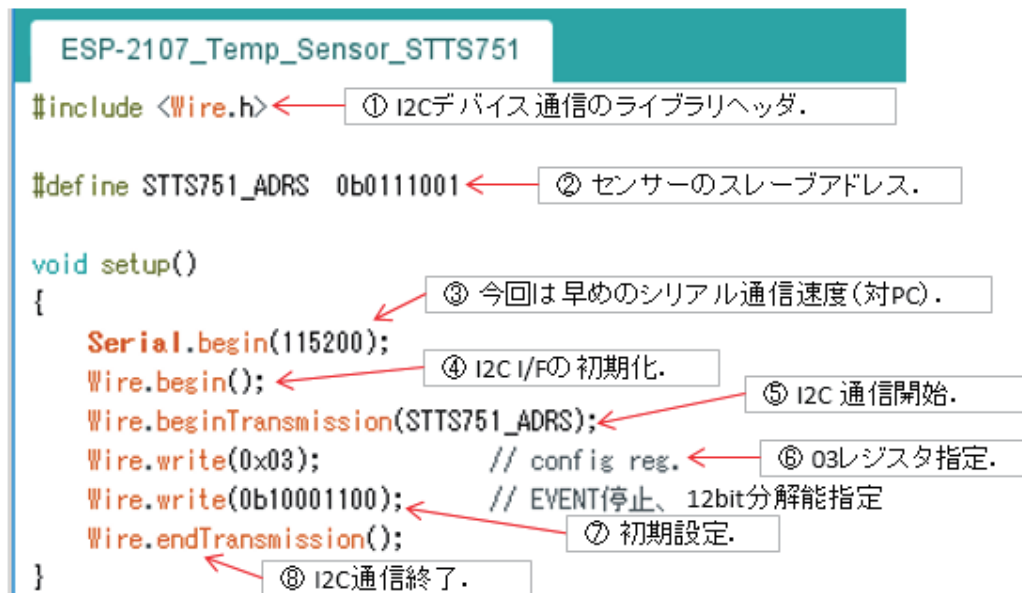 ESP-2107_Temp_Sensor_STTS751
#include <Wire.h> ① I2Cデバイス通信のライブラリヘッダ.
#define STTS751_ADRS 0b0111001 ② センサーのスレーブアドレス.
void setup()
{ ③ 今回は早めのシリアル通信速度(対PC).
Serial.begin(115200);
Wire.begin(); ④ I2C I/Fの初期化.
Wire.beginTransmission(STTS751_ADRS); ⑤ I2C 通信開始.
Wire.write(0x03); // config reg. ⑥ 03レジスタ指定.
Wire.write(0b10001100); // EVENT停止、 12bit分解能指定
Wire.endTransmission(); ⑦ 初期設定.
} ⑧ I2C通信終了.